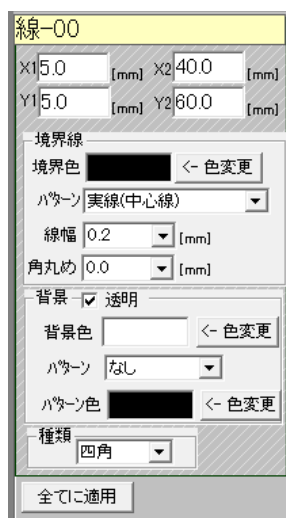 線-00
X1 5.0 [mm] X2 40.0 [mm]
Y1 5.0 [mm] Y2 60.0 [mm]
境界線
境界色 <- 色変更
パターン 実線(中心線)
線幅 0.2 [mm]
角丸め 0.0 [mm]
背景 透明
背景色 <- 色変更
パターン なし
パターン色 <- 色変更
種類
四角
全てに適用